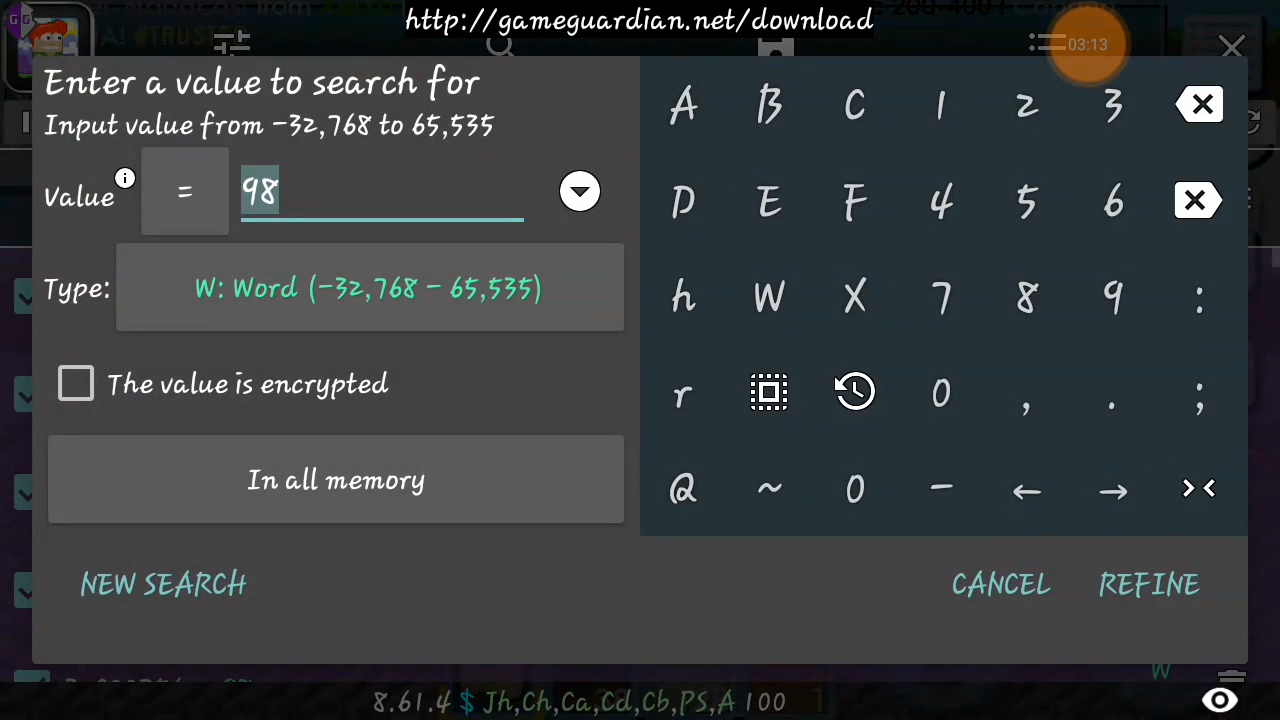 http://gameguardian.net/download
A! #TRUST
200-400
03:13
Enter a value to search for
Input value from -32,768 to 65,535
Value = 98
Type: W: Word (-32,768 - 65,535)
The value is encrypted
In all memory
NEW SEARCH CANCEL REFINE
A B C 1 2 3
D E F 4 5 6
h W X 7 8 9 :
r 0 , . ;
Q ~ 0 - ← → ><
W
8.61.4 $ Jh,Ch,Ca,Cd,Cb,PS,A 100